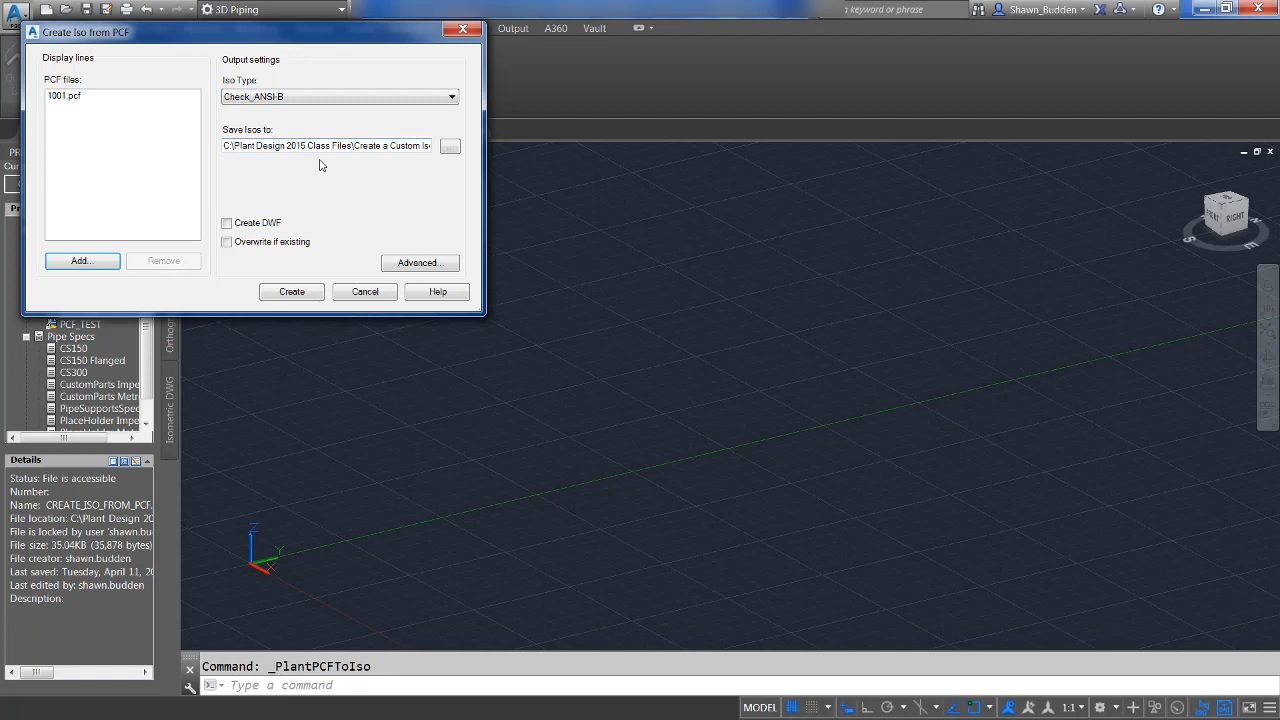 3D Piping
a keyword or phrase
Shawn_Budden
Create Iso from PCF
Output
A360
Vault
Display lines
PCF files:
1001.pcf
Add...
Remove
Output settings
Iso Type:
Check_ANSI-B
Save Isos to:
C:\Plant Design 2015 Class Files\Create a Custom Iso
...
Create DWF
Overwrite if existing
Advanced...
Create
Cancel
Help
RIGHT
S
E
PCF_TEST
Pipe Specs
CS150
CS150 Flanged
CS300
CustomParts Impe
CustomParts Metri
PipeSupportsSpec
PlaceHolder Impe
Orthog
Isometric DWG
Details
Status: File is accessible
Number:
Name: CREATE_ISO_FROM_PCF.
File location: C:\Plant Design 20
File is locked by user 'shawn.bu
File size: 35.04KB (35,878 bytes)
File creator: shawn.budden
Last saved: Tuesday, April 11, 20
Last edited by: shawn.budden
Description:
Z
Y
X
Command: _PlantPCFToIso
Type a command
MODEL
1:1